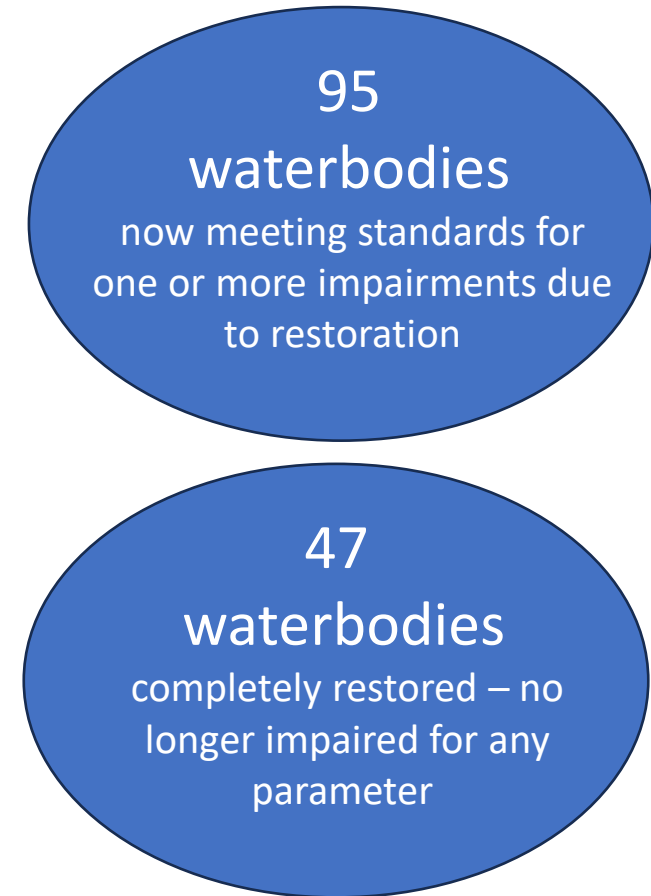 95
waterbodies
now meeting standards for
one or more impairments due
to restoration
47
waterbodies
completely restored – no
longer impaired for any
parameter